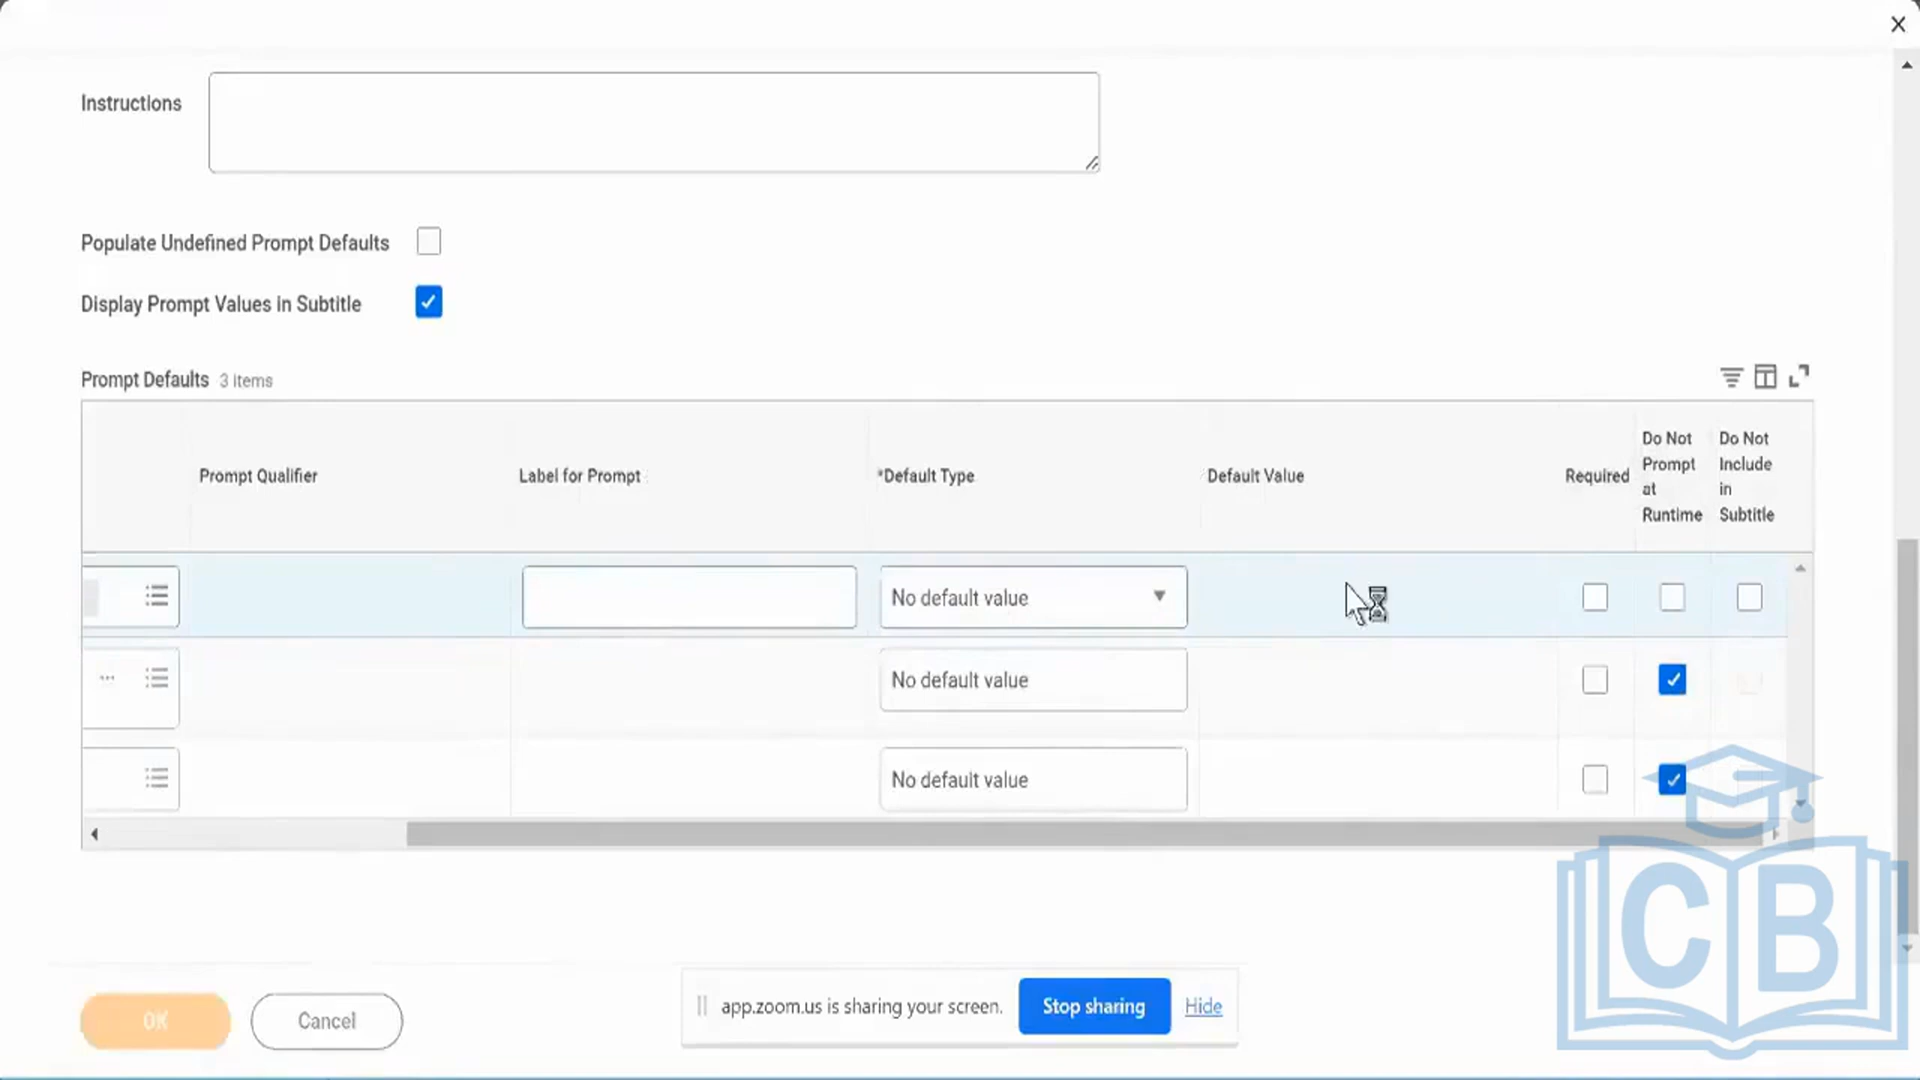 Instructions
Populate Undefined Prompt Defaults
Display Prompt Values in Subtitle
Prompt Defaults 3 items
Prompt Qualifier
Label for Prompt
*Default Type
Default Value
Required
Do Not
Prompt
at
Runtime
Do Not
Include
in
Subtitle
No default value
...
No default value
No default value
OK
Cancel
app.zoom.us is sharing your screen.
Stop sharing
Hide
CB